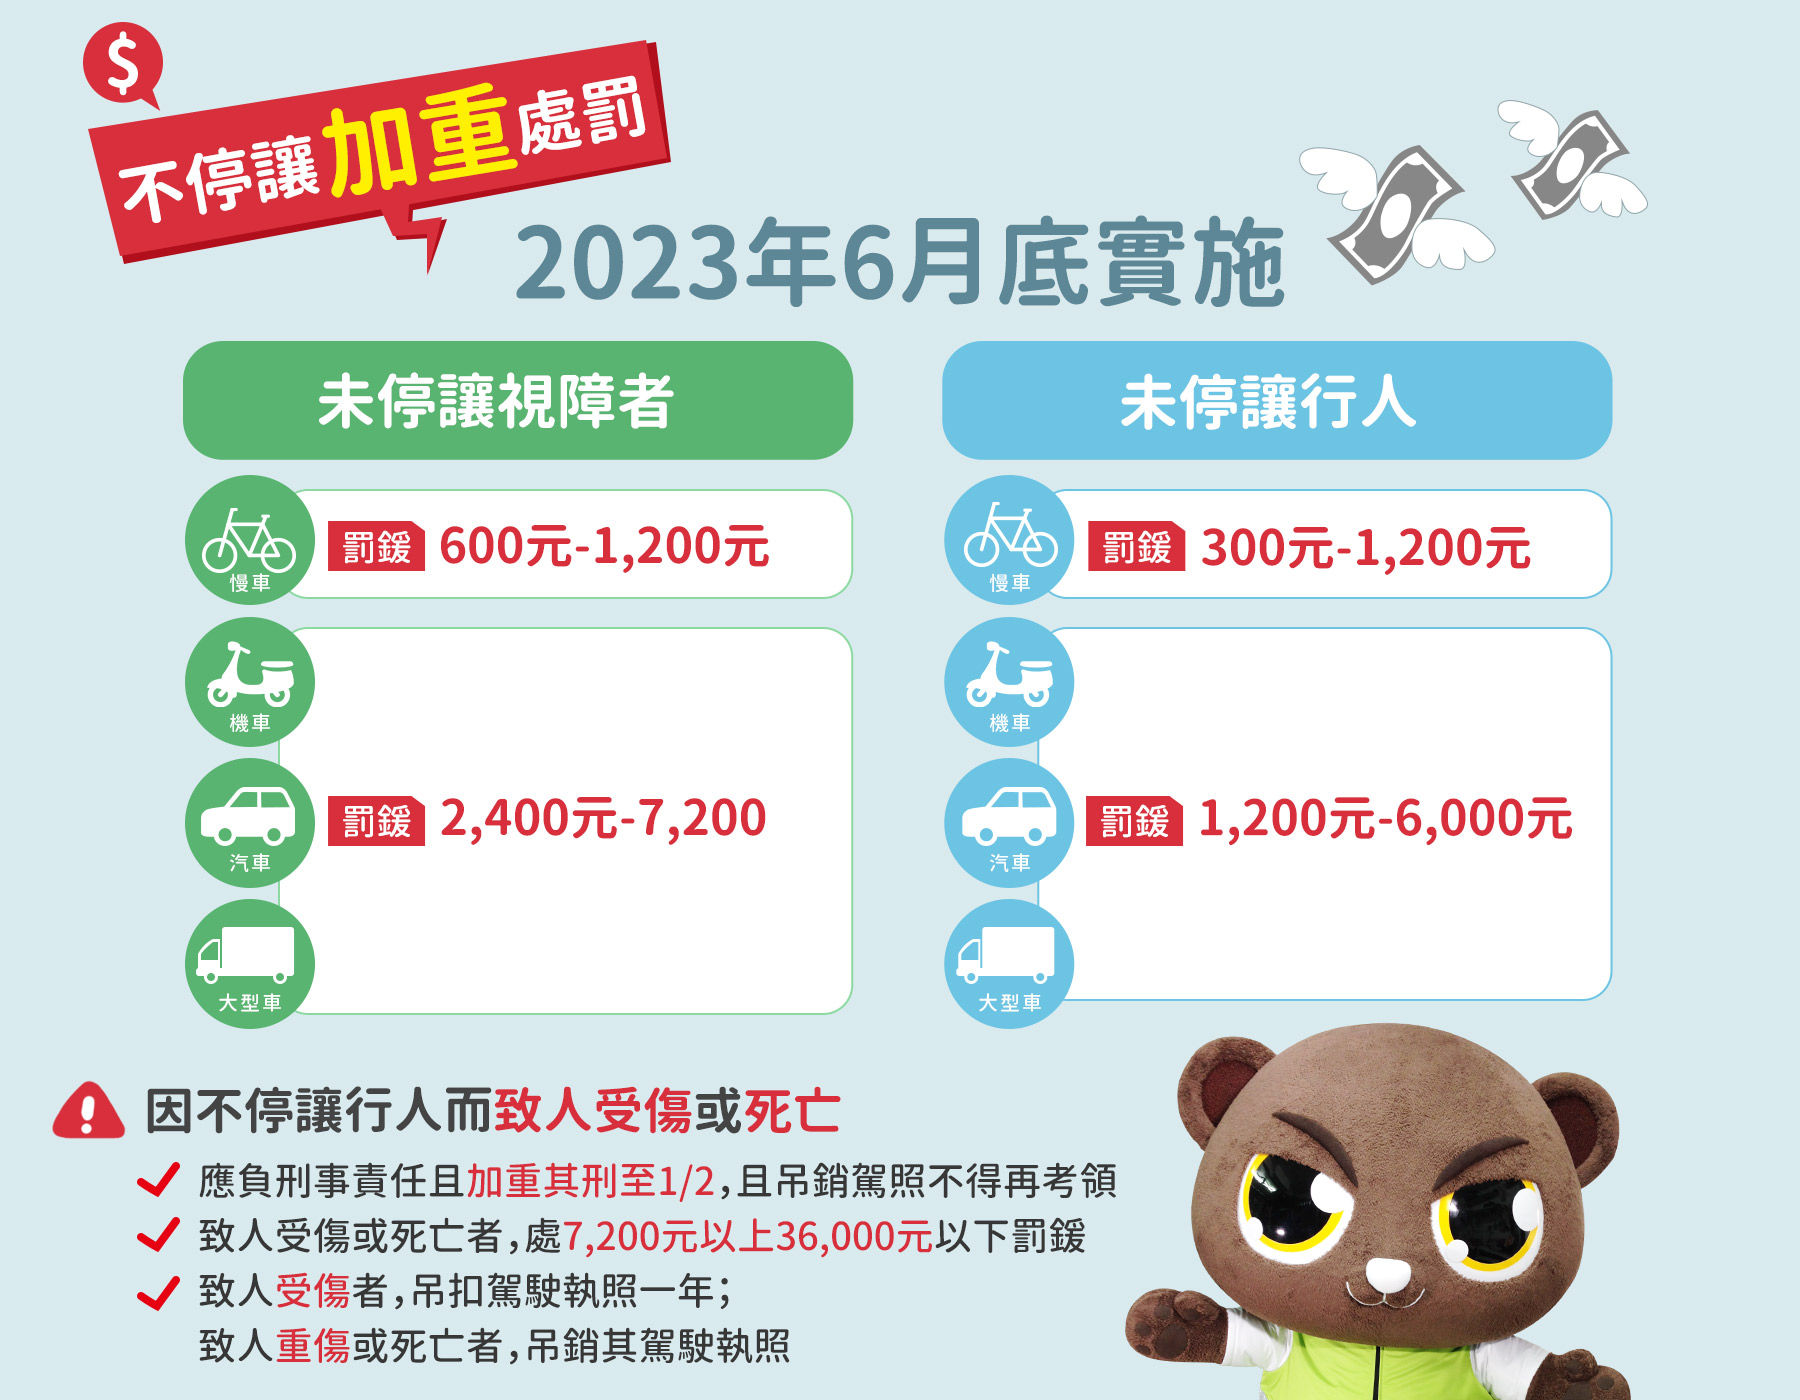 $
不停讓加重處罰
2023年6月底實施
未停讓視障者
慢車
罰鍰 600元-1,200元
機車
汽車
罰鍰 2,400元-7,200
大型車
未停讓行人
慢車
罰鍰 300元-1,200元
機車
汽車
罰鍰 1,200元-6,000元
大型車
因不停讓行人而致人受傷或死亡
應負刑事責任且加重其刑至1/2,且吊銷駕照不得再考領
致人受傷或死亡者,處7,200元以上36,000元以下罰鍰
致人受傷者,吊扣駕駛執照一年;
致人重傷或死亡者,吊銷其駕駛執照